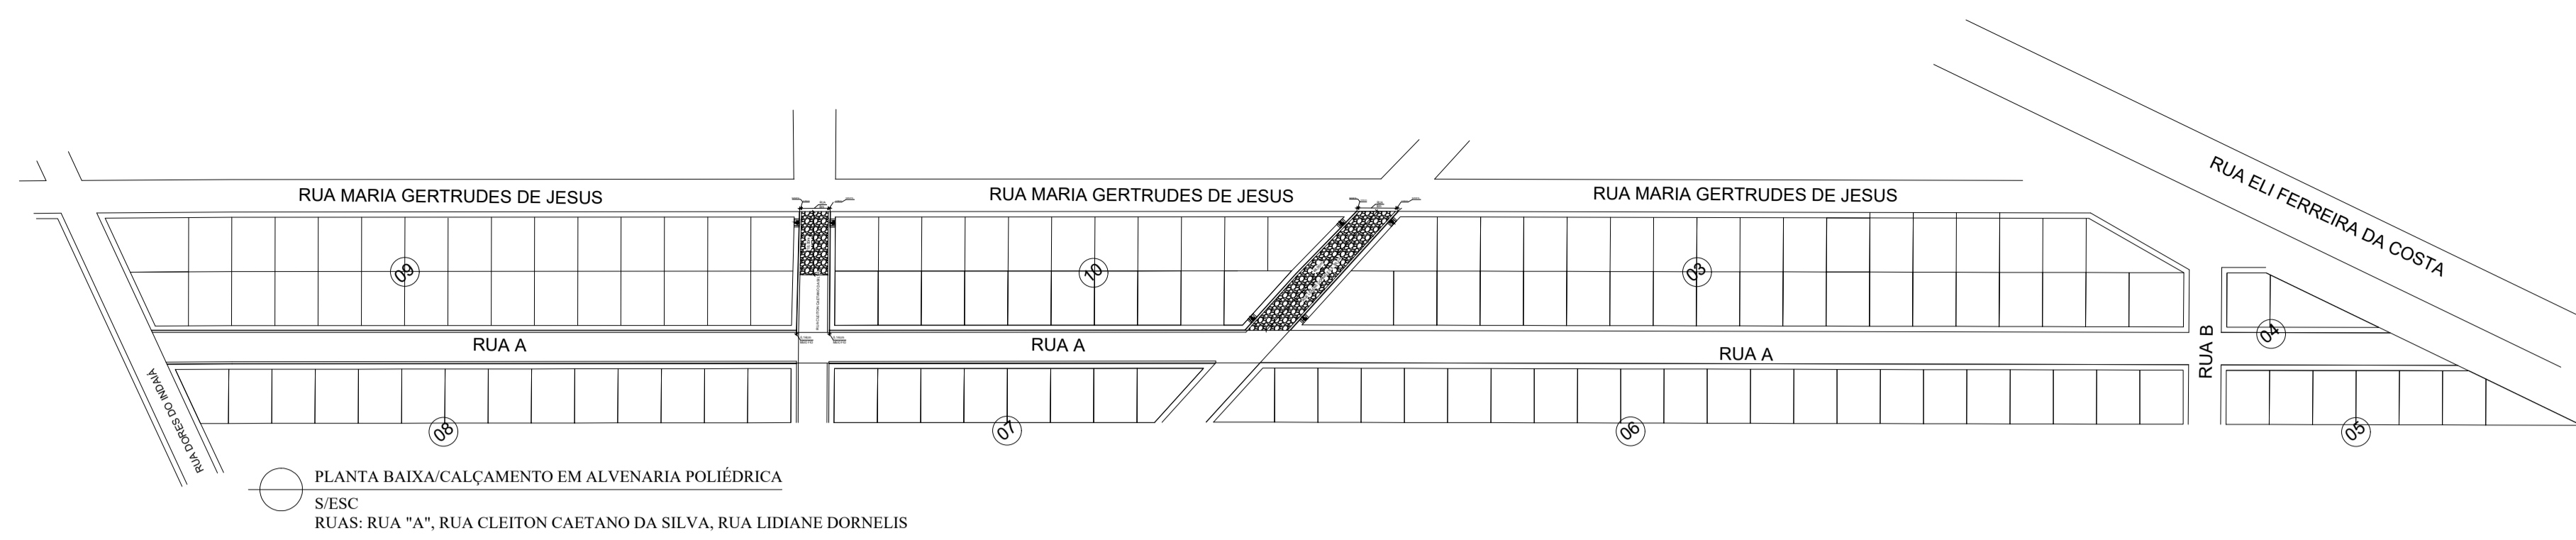 RUA MARIA GERTRUDES DE JESUS
RUA MARIA GERTRUDES DE JESUS
RUA MARIA GERTRUDES DE JESUS
RUA ELI FERREIRA DA COSTA
09
10
03
04
RUA A
RUA A
RUA A
RUA B
RUA DORES DO INDAIÁ
08
07
06
05
PLANTA BAIXA/CALÇAMENTO EM ALVENARIA POLIÉDRICA
S/ESC
RUAS: RUA "A", RUA CLEITON CAETANO DA SILVA, RUA LIDIANE DORNELIS